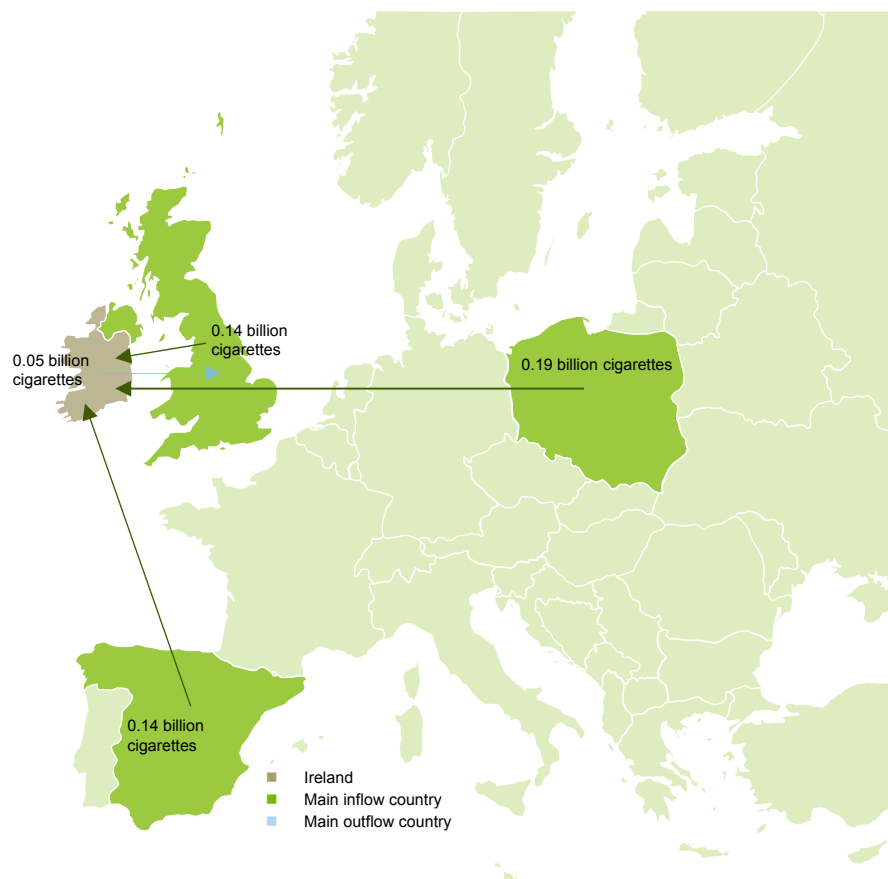 0.14 billion
cigarettes
0.05 billion
cigarettes
0.19 billion cigarettes
0.14 billion
cigarettes
Ireland
Main inflow country
Main outflow country